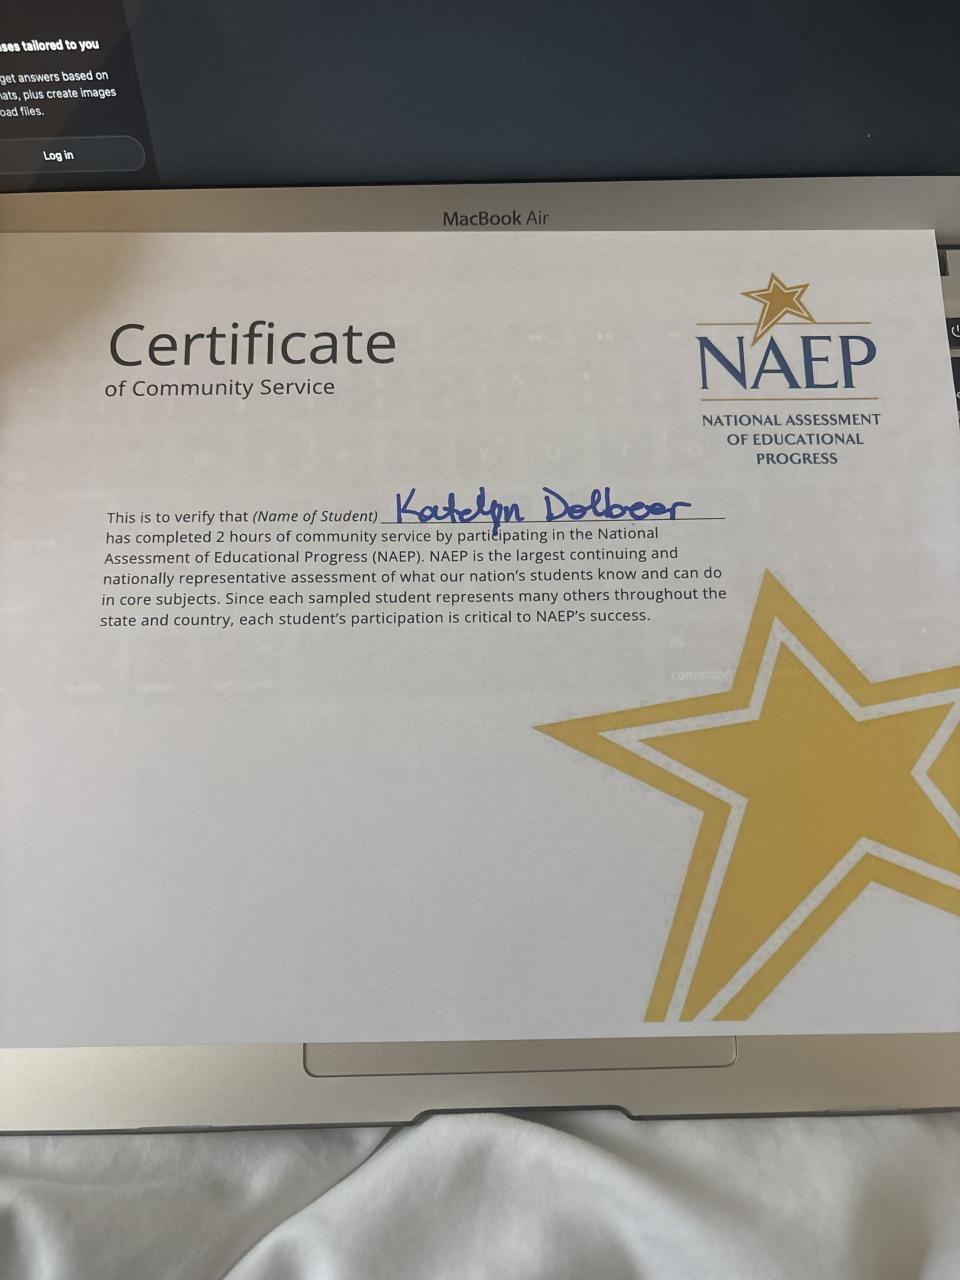 ses tailored to you
get answers based on
hats, plus create images
oad files.
Log in
MacBook Air
Certificate
of Community Service
NAEP
NATIONAL ASSESSMENT
OF EDUCATIONAL
PROGRESS
This is to verify that (Name of Student) Katelyn Dolbeer
has completed 2 hours of community service by participating in the National
Assessment of Educational Progress (NAEP). NAEP is the largest continuing and
nationally representative assessment of what our nation's students know and can do
in core subjects. Since each sampled student represents many others throughout the
state and country, each student's participation is critical to NAEP's success.